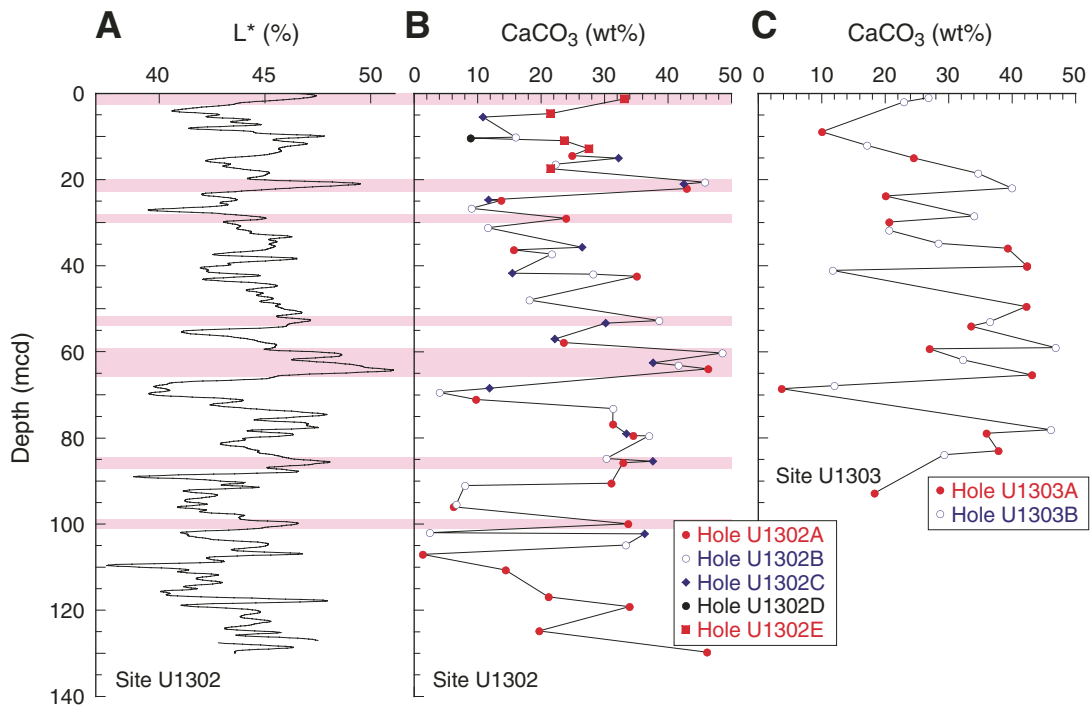 A
L* (%)
40 45 50
B
CaCO3 (wt%)
0 10 20 30 40 50
C
CaCO3 (wt%)
0 10 20 30 40 50
Depth (mcd)
0
20
40
60
80
100
120
140
Site U1302
Site U1302
Hole U1302A
Hole U1302B
Hole U1302C
Hole U1302D
Hole U1302E
Site U1303
Hole U1303A
Hole U1303B